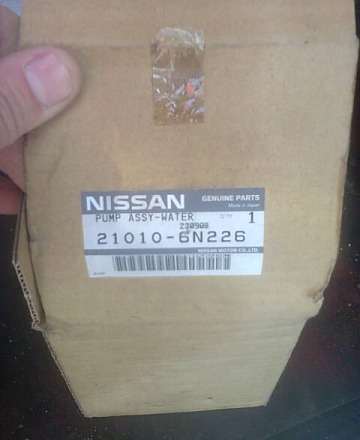 NISSAN GENUINE PARTS
Made in Japan
PUMP ASSY-WATER 1
230908
21010-6N226
NISSAN MOTOR CO.,LTD.